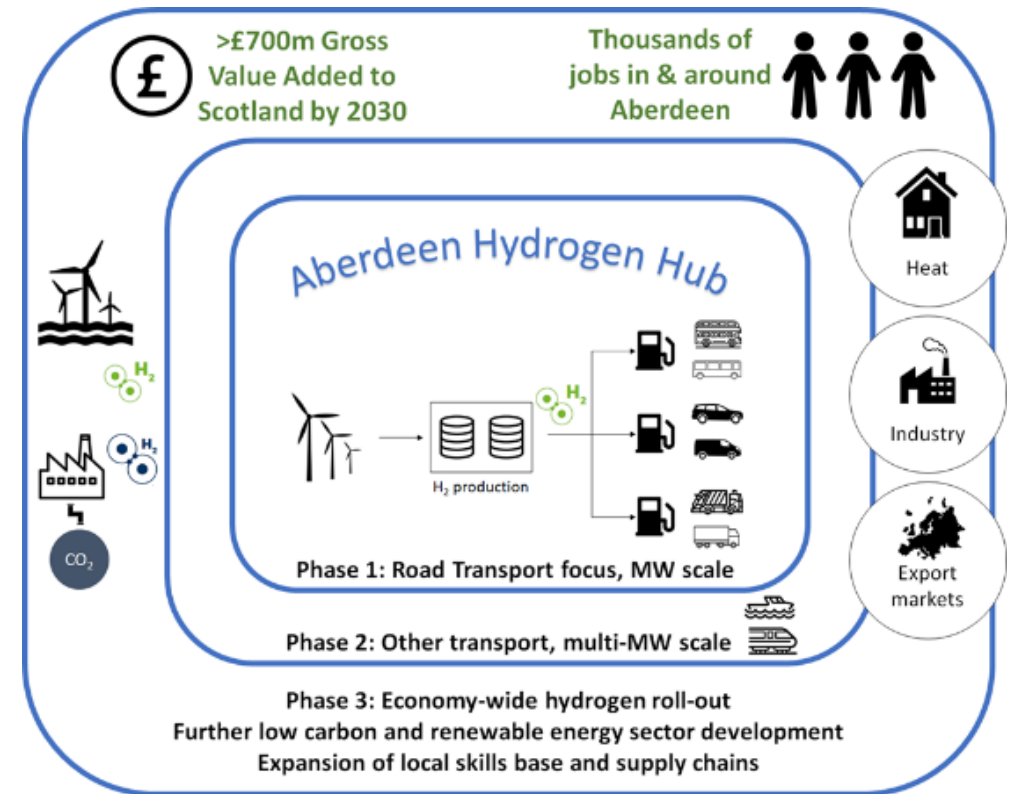 £
>£700m Gross
Value Added to
Scotland by 2030
Thousands of
jobs in & around
Aberdeen
Aberdeen Hydrogen Hub
Heat
H₂
H₂
H₂ production
H₂
CO₂
Industry
Export
markets
Phase 1: Road Transport focus, MW scale
Phase 2: Other transport, multi-MW scale
Phase 3: Economy-wide hydrogen roll-out
Further low carbon and renewable energy sector development
Expansion of local skills base and supply chains